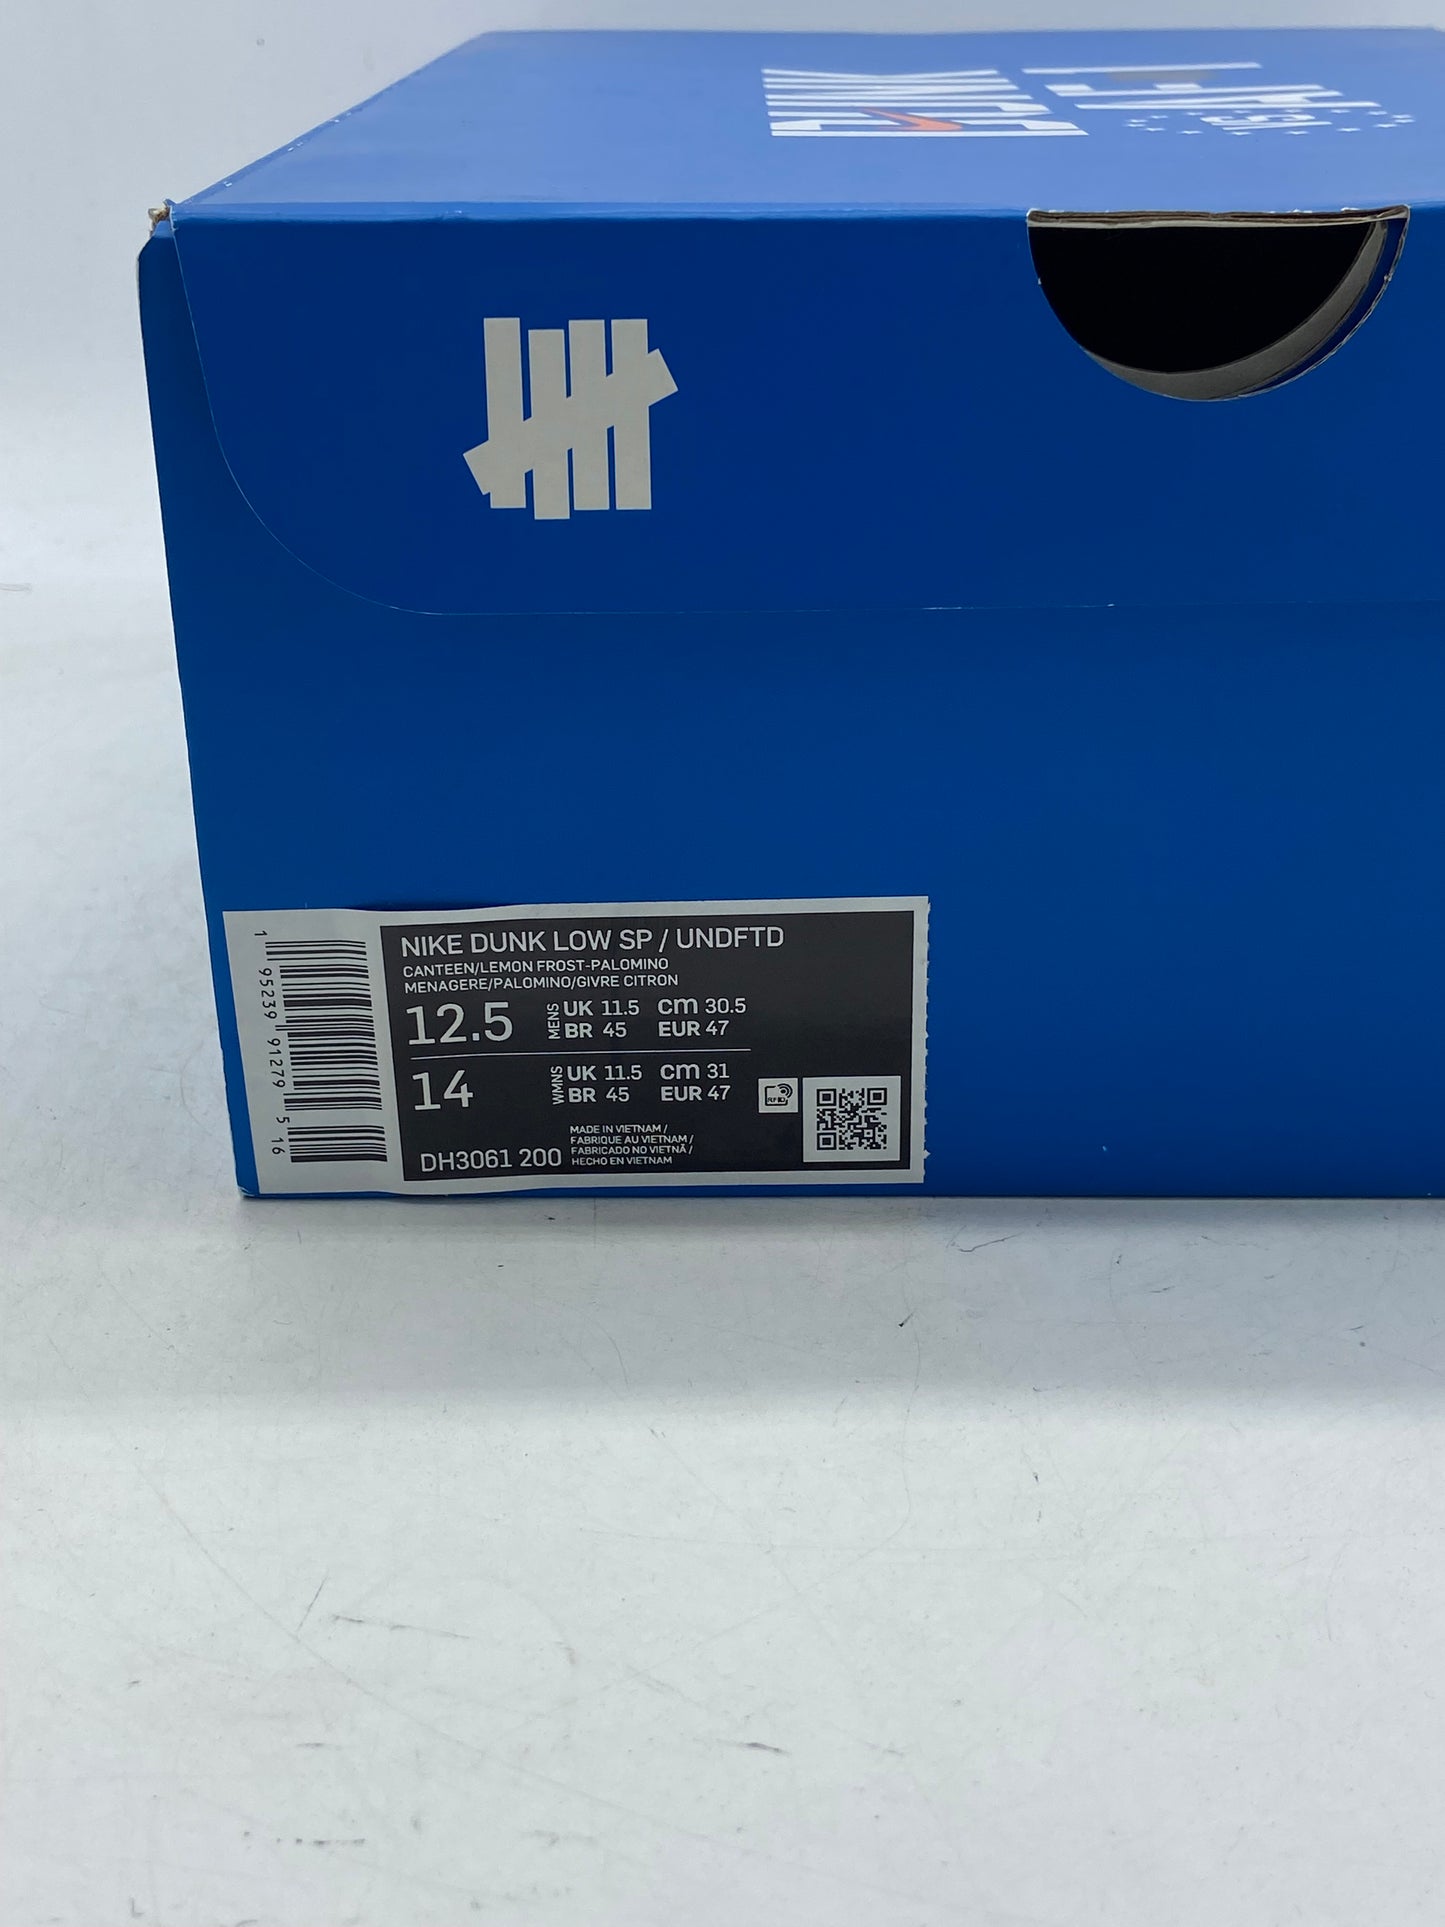 NIKE DUNK LOW SP / UNDFTD
CANTEEN/LEMON FROST-PALOMINO
MENAGERE/PALOMINO/GIVRE CITRON
12.5 MENS UK 11.5 cm 30.5
BR 45 EUR 47
14 WMNS UK 11.5 cm 31
BR 45 EUR 47
RFID
DH3061 200
MADE IN VIETNAM /
FABRIQUE AU VIETNAM /
FABRICADO NO VIETNÃ /
HECHO EN VIETNAM
1 95239 91279 5 16